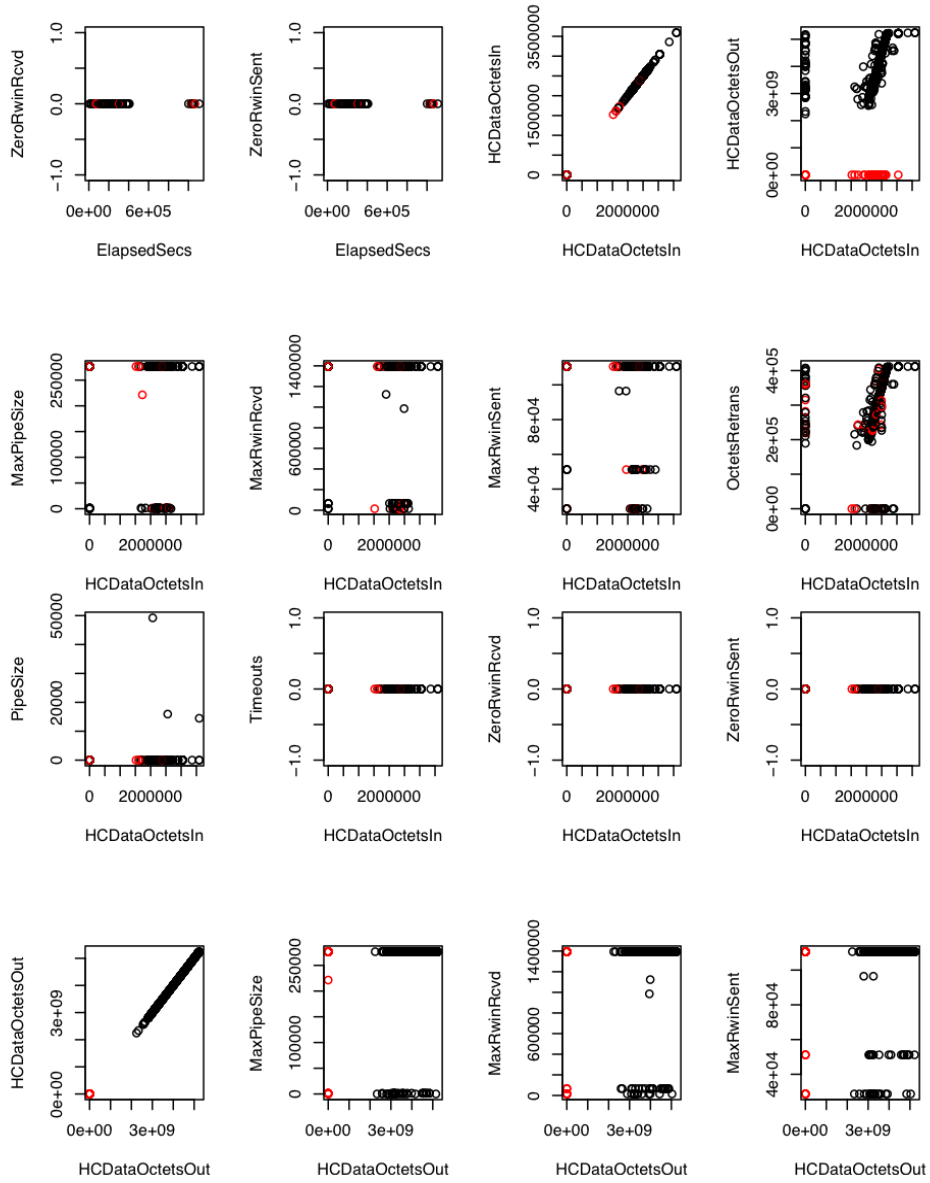 ZeroRwinRcvd
−1.0 0.0 1.0
0e+00 6e+05
ElapsedSecs
ZeroRwinSent
−1.0 0.0 1.0
0e+00 6e+05
ElapsedSecs
HCDataOctetsIn
0 1500000 3500000
0 2000000
HCDataOctetsIn
HCDataOctetsOut
0e+00 3e+09
0 2000000
HCDataOctetsIn
MaxPipeSize
0 100000 250000
0 2000000
HCDataOctetsIn
MaxRwinRcvd
0 600000 1400000
0 2000000
HCDataOctetsIn
MaxRwinSent
4e+04 8e+04
0 2000000
HCDataOctetsIn
OctetsRetrans
0e+00 2e+05 4e+05
0 2000000
HCDataOctetsIn
PipeSize
0 20000 50000
0 2000000
HCDataOctetsIn
Timeouts
−1.0 0.0 1.0
0 2000000
HCDataOctetsIn
ZeroRwinRcvd
−1.0 0.0 1.0
0 2000000
HCDataOctetsIn
ZeroRwinSent
−1.0 0.0 1.0
0 2000000
HCDataOctetsIn
HCDataOctetsOut
0e+00 3e+09
0e+00 3e+09
HCDataOctetsOut
MaxPipeSize
0 100000 250000
0e+00 3e+09
HCDataOctetsOut
MaxRwinRcvd
0 600000 1400000
0e+00 3e+09
HCDataOctetsOut
MaxRwinSent
4e+04 8e+04
0e+00 3e+09
HCDataOctetsOut